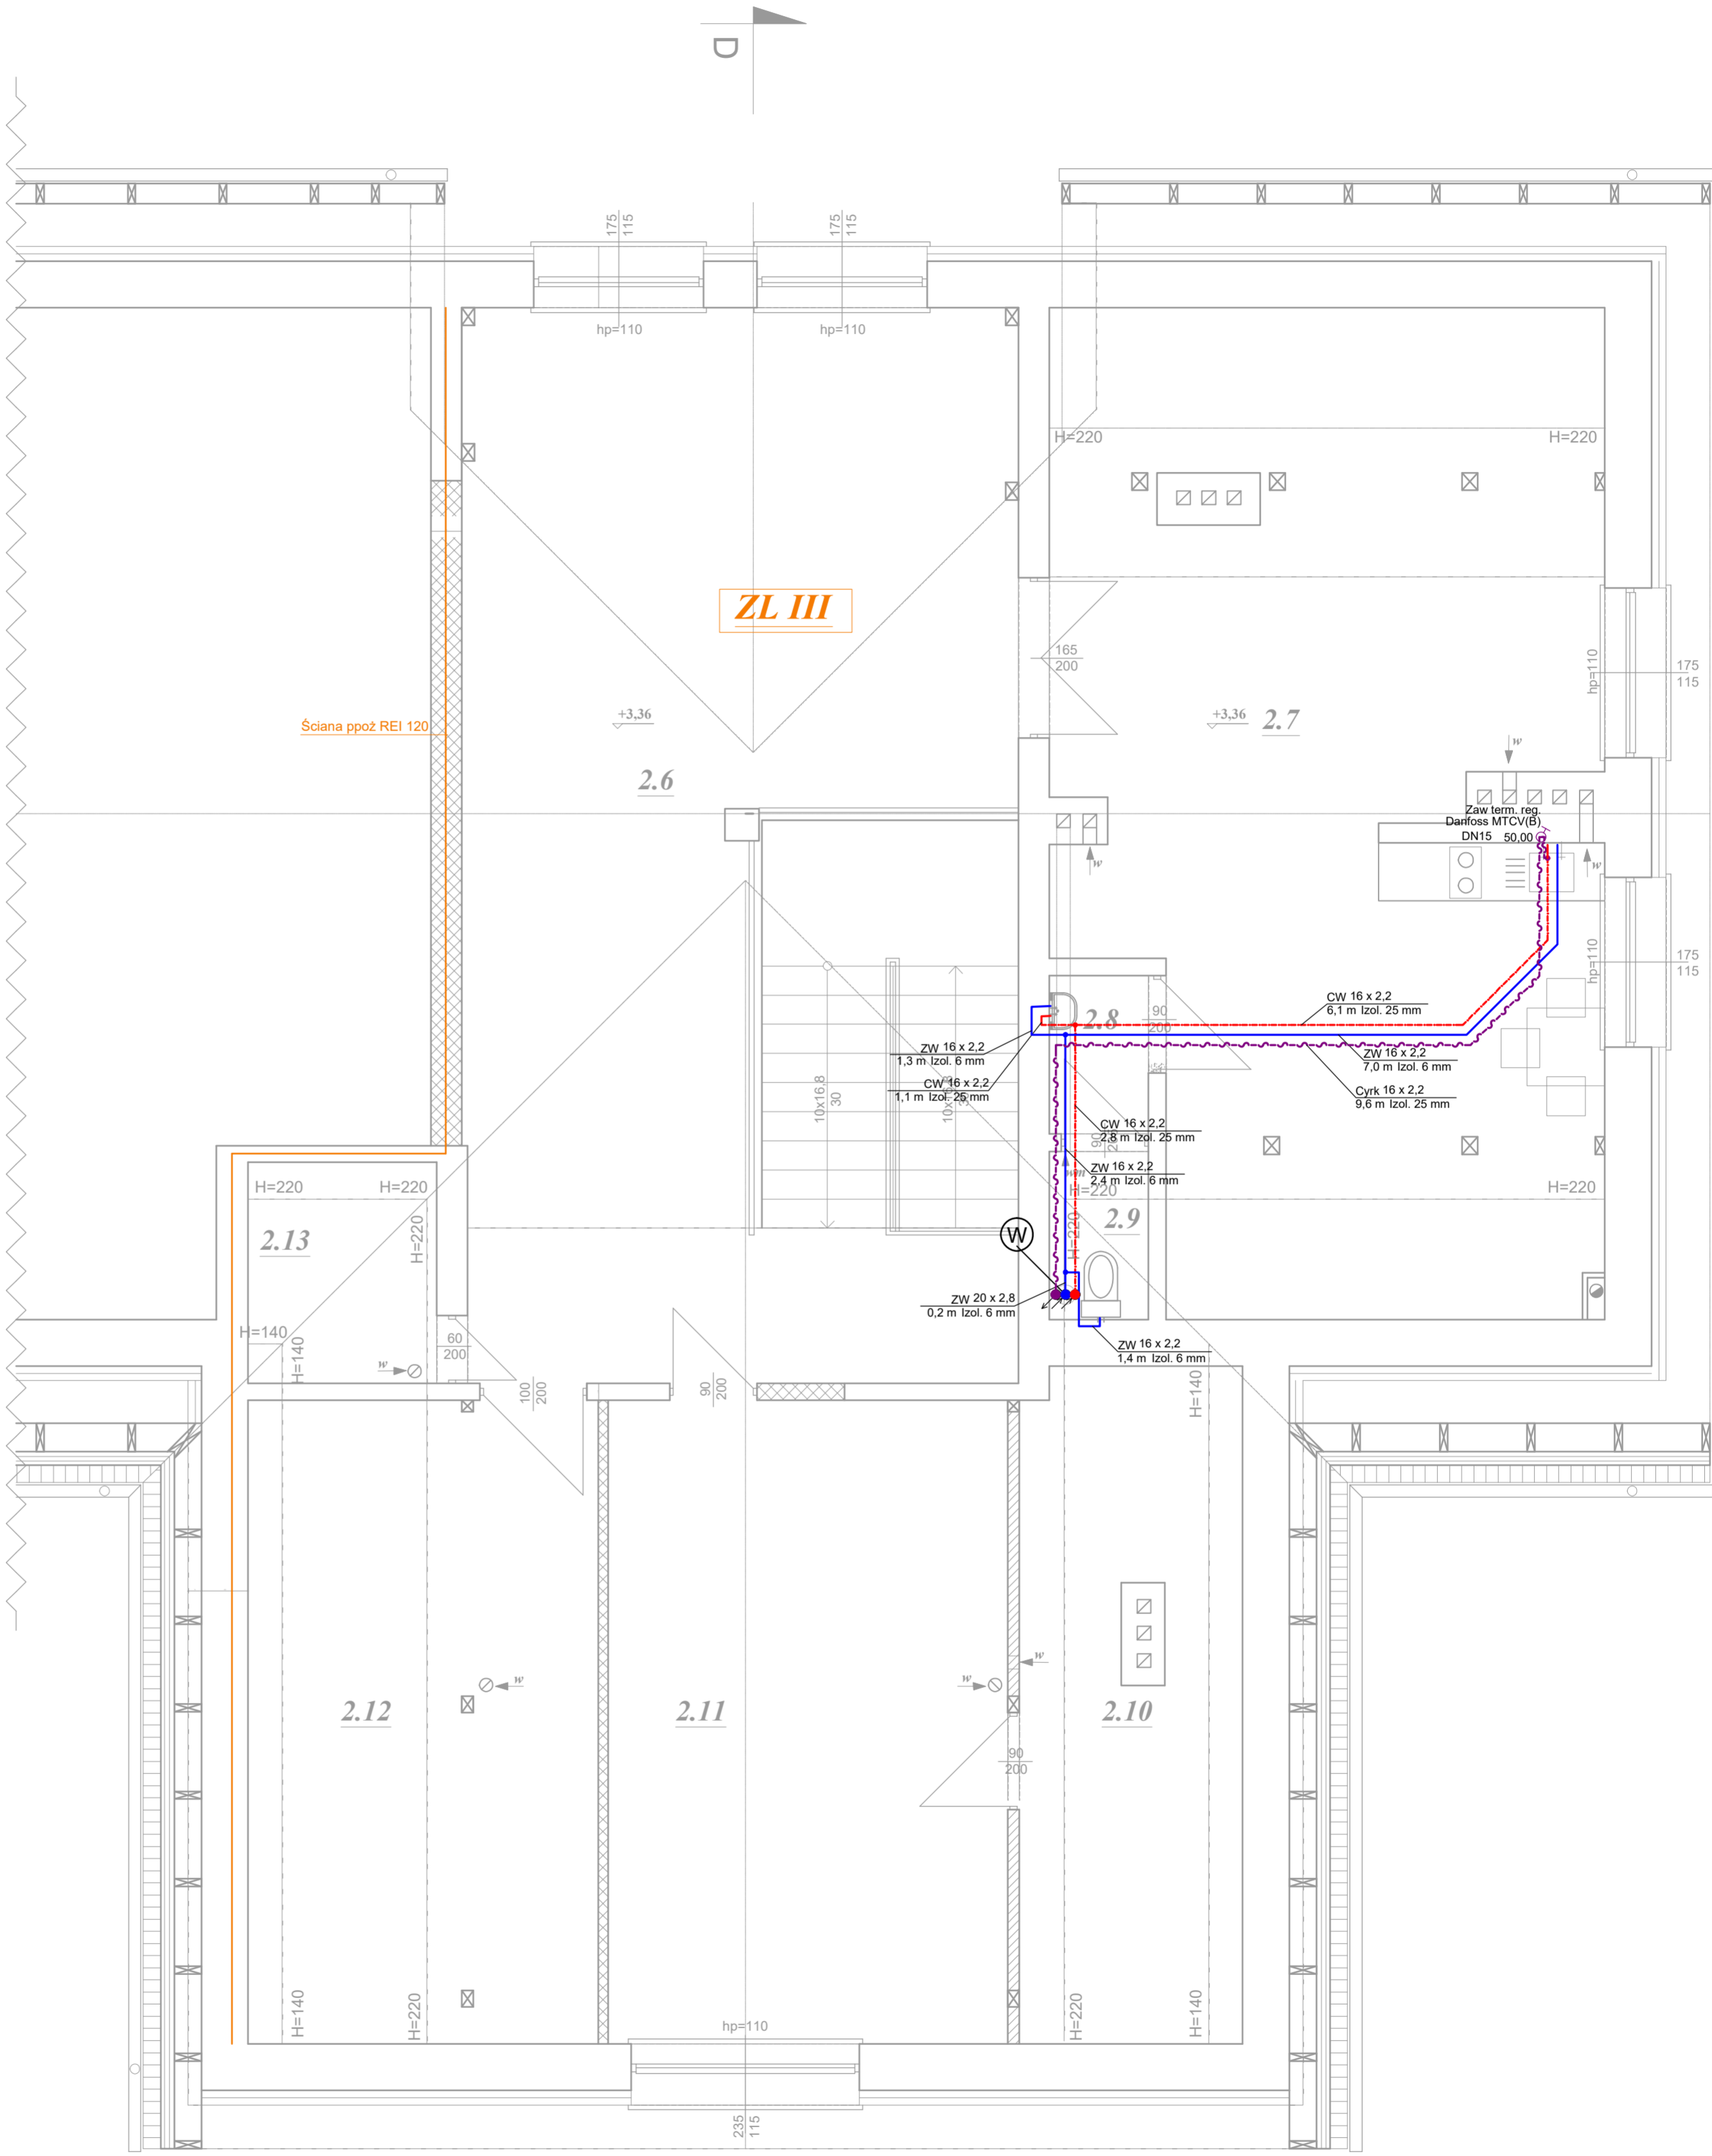 D
175
115
175
115
hp=110
hp=110
H=220
H=220
ZL III
165
200
hp=110
175
115
Ściana ppoż REI 120
+3,36
+3,36
2.7
w
2.6
Zaw term. reg.
Danfoss MTCV(B)
DN15 50,00
w
w
hp=110
175
115
CW 16 x 2,2
6,1 m Izol. 25 mm
2.8
90
200
ZW 16 x 2,2
1,3 m Izol. 6 mm
ZW 16 x 2,2
7,0 m Izol. 6 mm
CW 16 x 2,2
1,1 m Izol. 25 mm
Cyrk 16 x 2,2
9,6 m Izol. 25 mm
10x16.8
30
10x16.8
30
CW 16 x 2,2
2,8 m Izol. 25 mm
90
ZW 16 x 2,2
2,4 m Izol. 6 mm
H=220
H=220
H=220
H=220
H=220
2.13
H=220
2.9
W
ZW 20 x 2,8
0,2 m Izol. 6 mm
ZW 16 x 2,2
1,4 m Izol. 6 mm
H=140
H=140
60
200
w
100
200
90
200
H=140
w
w
w
2.12
2.11
2.10
90
200
H=140
H=220
hp=110
H=220
H=140
235
115